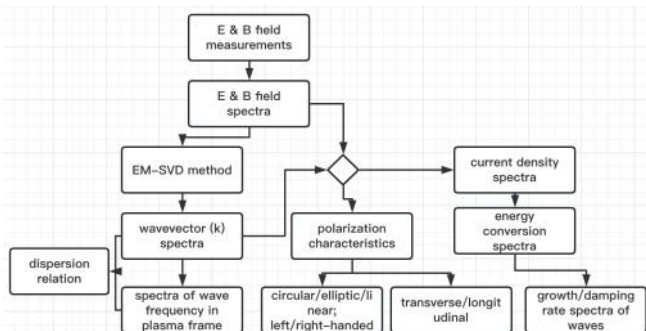 E & B field
measurements
E & B field
spectra
EM-SVD method
current density
spectra
wavevector (k)
spectra
polarization
characteristics
energy
conversion
spectra
dispersion
relation
spectra of wave
frequency in
plasma frame
circular/elliptic/li
near;
left/right-handed
transverse/longit
udinal
growth/damping
rate spectra of
waves